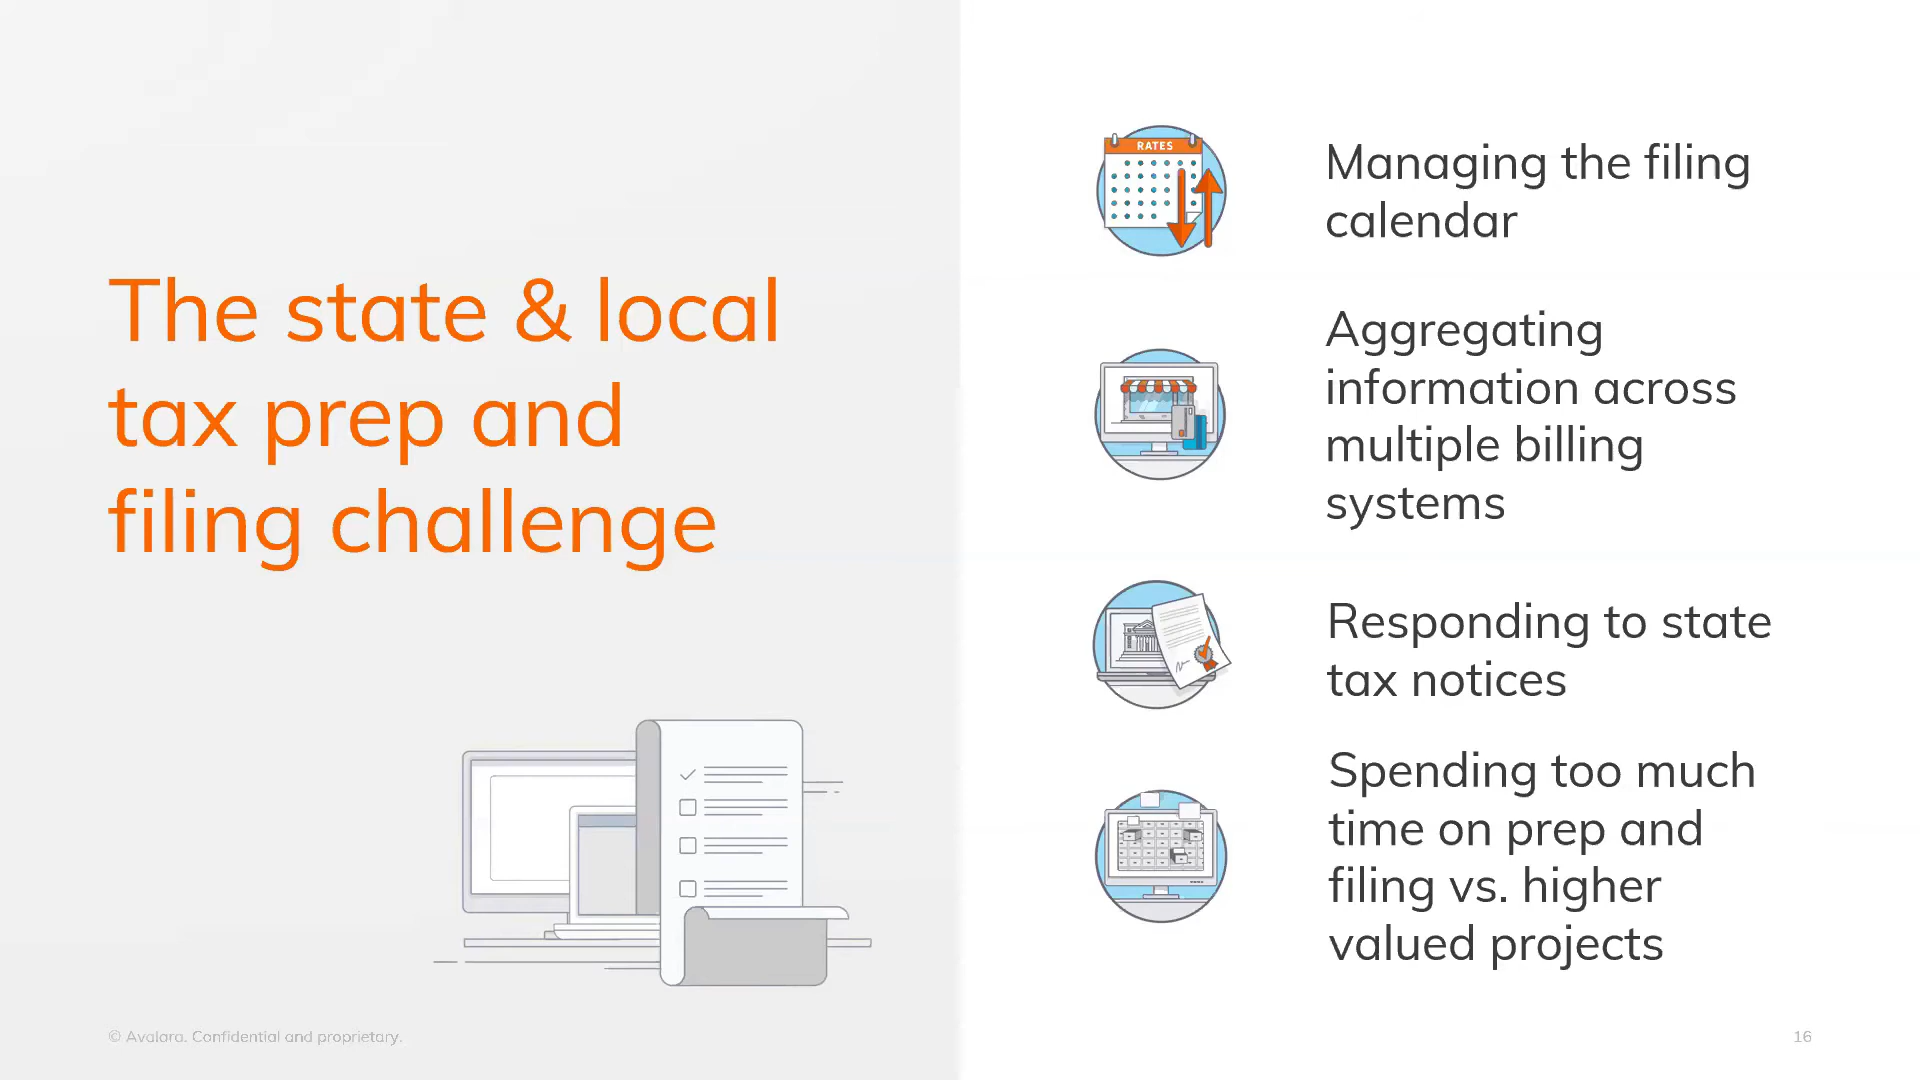 The state & local
tax prep and
filing challenge
RATES
Managing the filing
calendar
Aggregating
information across
multiple billing
systems
Responding to state
tax notices
Spending too much
time on prep and
filing vs. higher
valued projects
© Avalara. Confidential and proprietary.
16